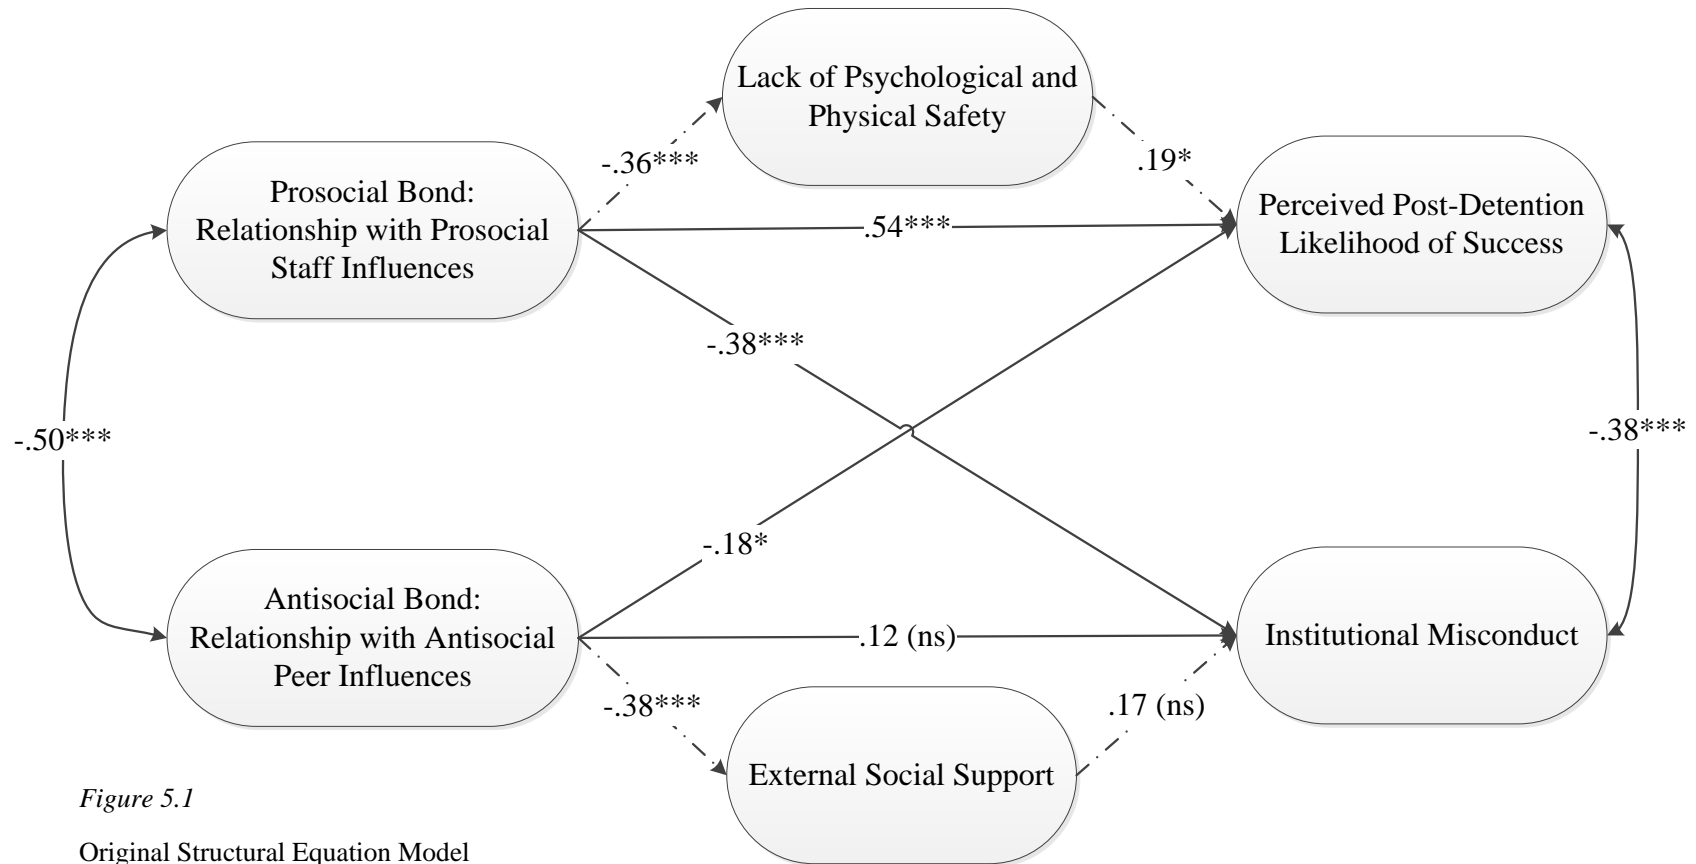 Lack of Psychological and
Physical Safety
-.36***
.19*
Prosocial Bond:
Relationship with Prosocial
Staff Influences
.54***
Perceived Post-Detention
Likelihood of Success
-.38***
-.50***
-.38***
-.18*
Antisocial Bond:
Relationship with Antisocial
Peer Influences
.12 (ns)
Institutional Misconduct
-.38***
.17 (ns)
External Social Support
Figure 5.1
Original Structural Equation Model